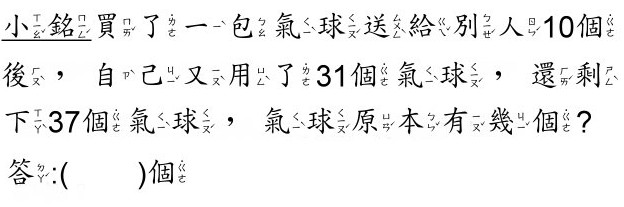 小銘買了一包氣球送給別人10個
後，自己又用了31個氣球，還剩
下37個氣球，氣球原本有幾個?
答:(　　)個